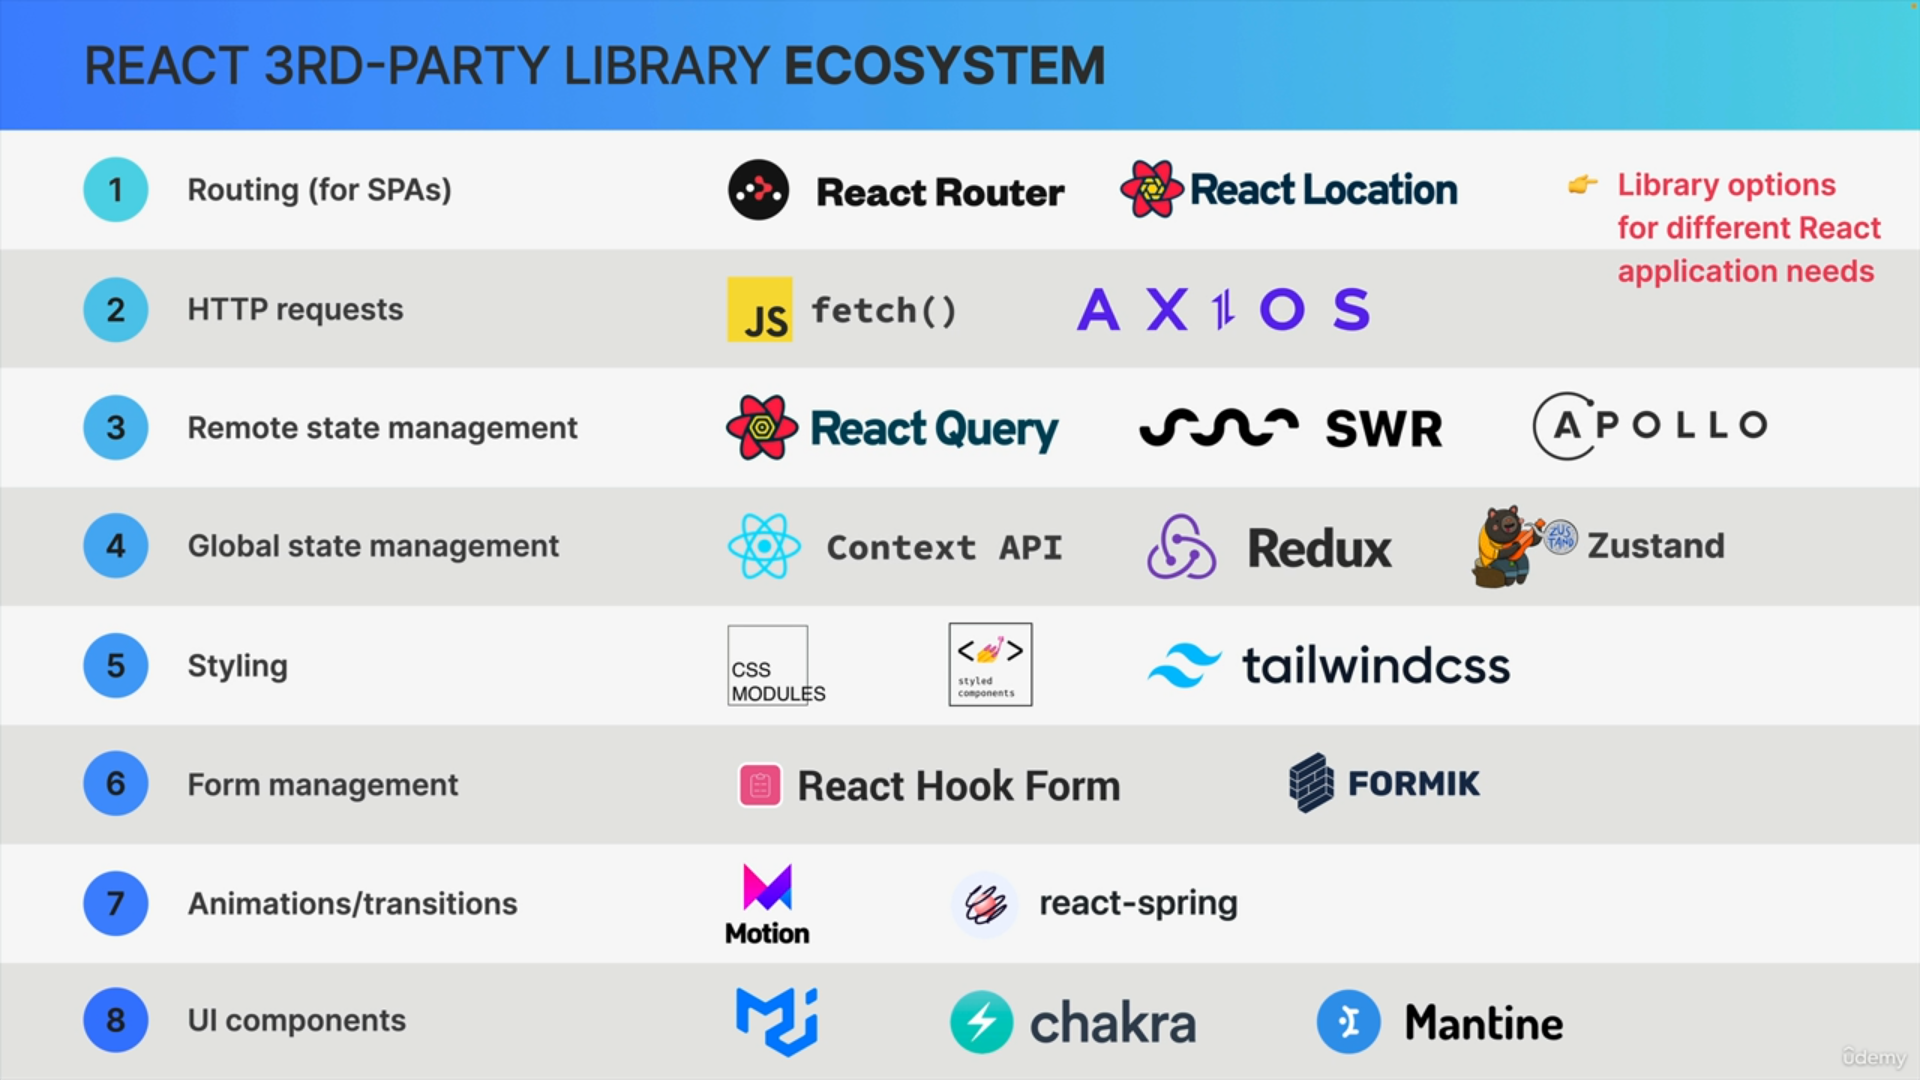 REACT 3RD-PARTY LIBRARY ECOSYSTEM
1 Routing (for SPAs) React Router React Location
👉 Library options
for different React
application needs
2 HTTP requests JS fetch() AXIOS
3 Remote state management React Query SWR APOLLO
4 Global state management Context API Redux ZUSTAND Zustand
5 Styling
CSS
MODULES
styled
components
tailwindcss
6 Form management React Hook Form FORMIK
7 Animations/transitions Motion react-spring
8 UI components chakra Mantine
ûdemy